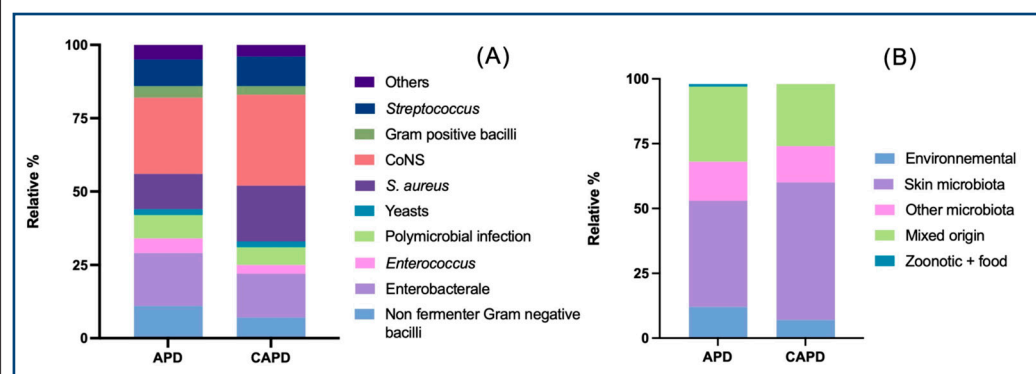 (A)
Relative %
100
75
50
25
0
APD
CAPD
Others
Streptococcus
Gram positive bacilli
CoNS
S. aureus
Yeasts
Polymicrobial infection
Enterococcus
Enterobacterale
Non fermenter Gram negative
bacilli
(B)
Relative %
100
75
50
25
0
APD
CAPD
Environnemental
Skin microbiota
Other microbiota
Mixed origin
Zoonotic + food